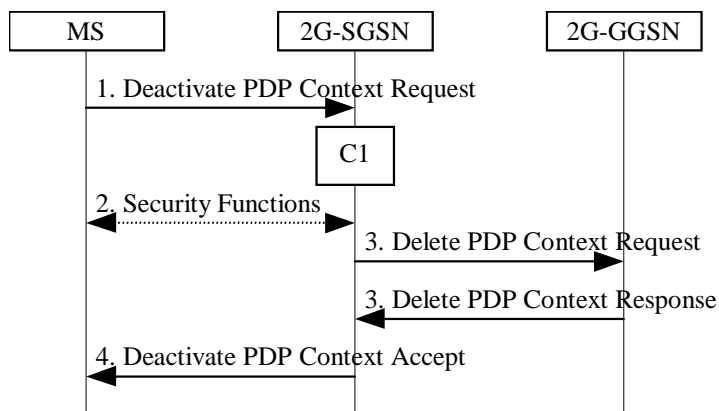 MS
2G-SGSN
2G-GGSN
1. Deactivate PDP Context Request
C1
2. Security Functions
3. Delete PDP Context Request
3. Delete PDP Context Response
4. Deactivate PDP Context Accept